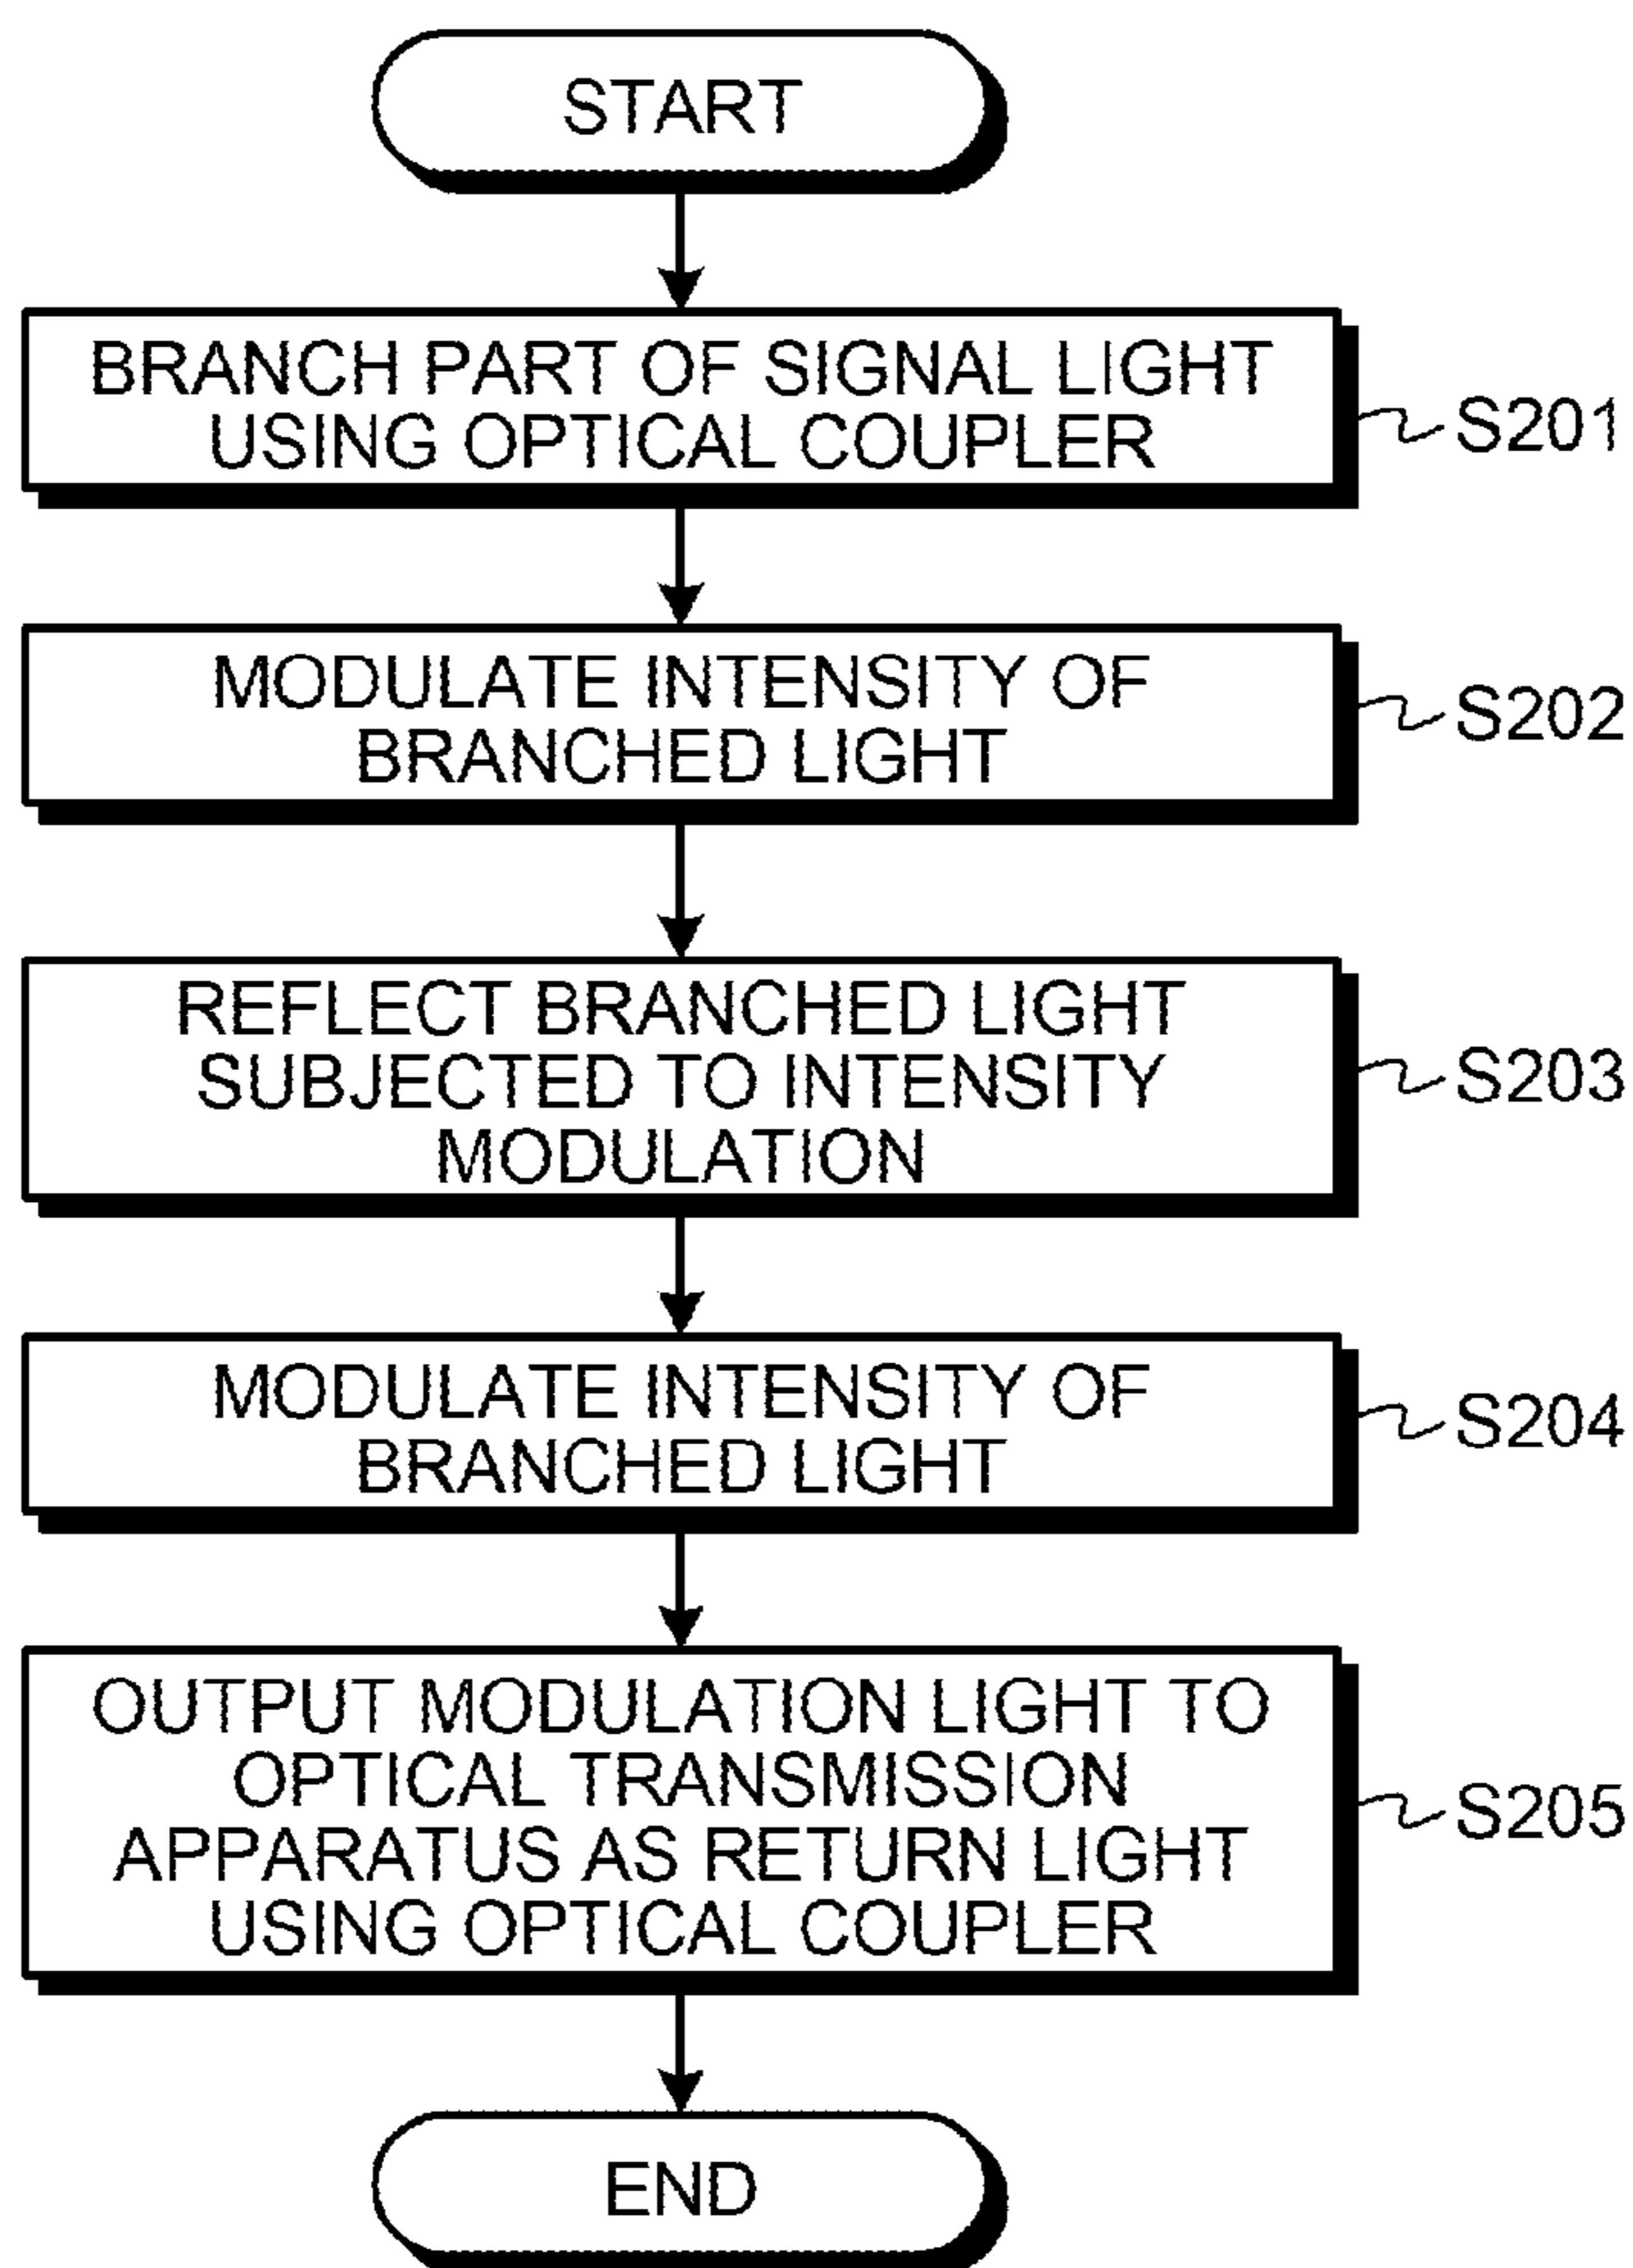 START
BRANCH PART OF SIGNAL LIGHT
USING OPTICAL COUPLER
S201
MODULATE INTENSITY OF
BRANCHED LIGHT
S202
REFLECT BRANCHED LIGHT
SUBJECTED TO INTENSITY
MODULATION
S203
MODULATE INTENSITY OF
BRANCHED LIGHT
S204
OUTPUT MODULATION LIGHT TO
OPTICAL TRANSMISSION
APPARATUS AS RETURN LIGHT
USING OPTICAL COUPLER
S205
END